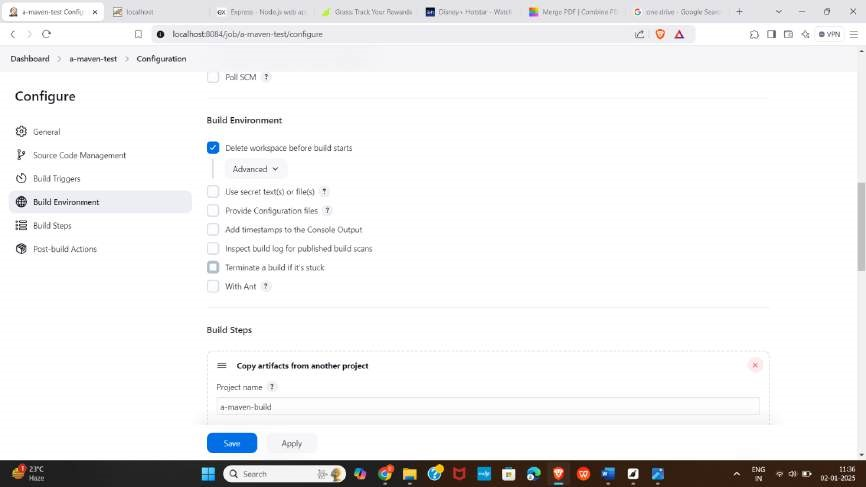 a-maven-test Config
localhost
Express - Node.js web ap
Grass: Track Your Rewards
Disney+ Hotstar - Watch
Merge PDF | Combine PD
one drive - Google Searc
localhost:8084/job/a-maven-test/configure
VPN
Dashboard > a-maven-test > Configuration
Configure
General
Source Code Management
Build Triggers
Build Environment
Build Steps
Post-build Actions
Poll SCM ?
Build Environment
Delete workspace before build starts
Advanced
Use secret text(s) or file(s) ?
Provide Configuration files ?
Add timestamps to the Console Output
Inspect build log for published build scans
Terminate a build if it's stuck
With Ant ?
Build Steps
Copy artifacts from another project
Project name ?
a-maven-build
Save
Apply
1
23°C
Haze
Search
ENG
IN
11:36
02-01-2025